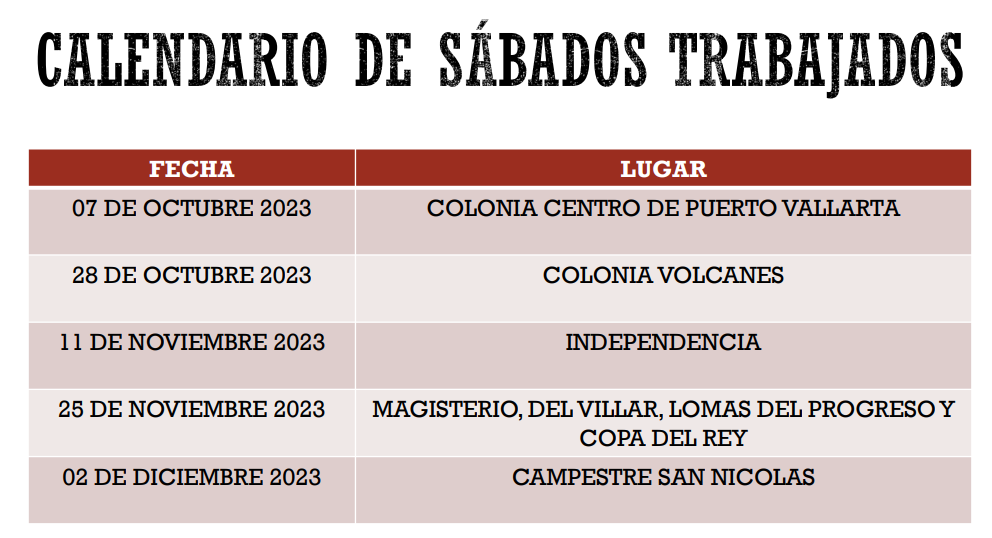 CALENDARIO DE SÁBADOS TRABAJADOS
FECHA LUGAR
07 DE OCTUBRE 2023 COLONIA CENTRO DE PUERTO VALLARTA
28 DE OCTUBRE 2023 COLONIA VOLCANES
11 DE NOVIEMBRE 2023 INDEPENDENCIA
25 DE NOVIEMBRE 2023 MAGISTERIO, DEL VILLAR, LOMAS DEL PROGRESO Y
COPA DEL REY
02 DE DICIEMBRE 2023 CAMPESTRE SAN NICOLAS